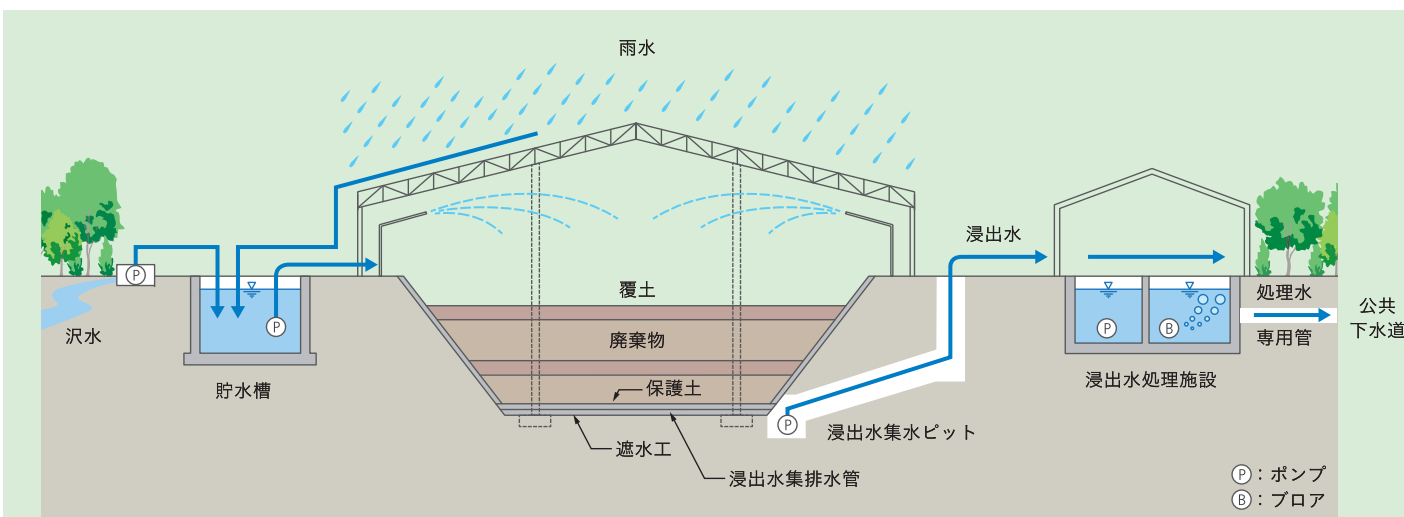 雨水
浸出水
P
沢水
P
貯水槽
覆土
廃棄物
保護土
遮水工
浸出水集排水管
P
浸出水集水ピット
P
B
浸出水処理施設
処理水
専用管
公共
下水道
P：ポンプ
B：ブロア